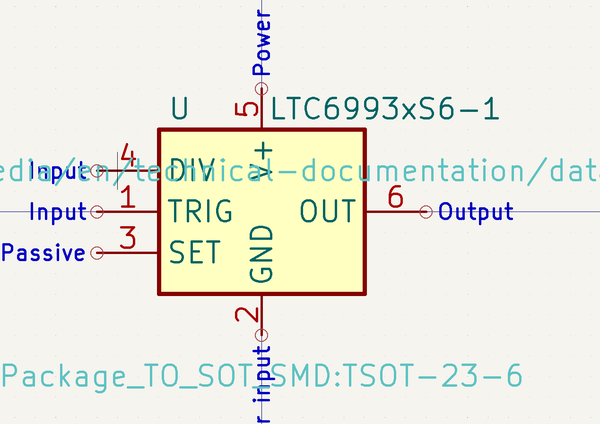 Power
5
U LTC6993xS6-1
V+
Input 4 DIV
edia/en/technical-documentation/dat
Input 1 TRIG OUT 6 Output
Passive 3 SET
GND
2
r input
Package_TO_SOT_SMD:TSOT-23-6